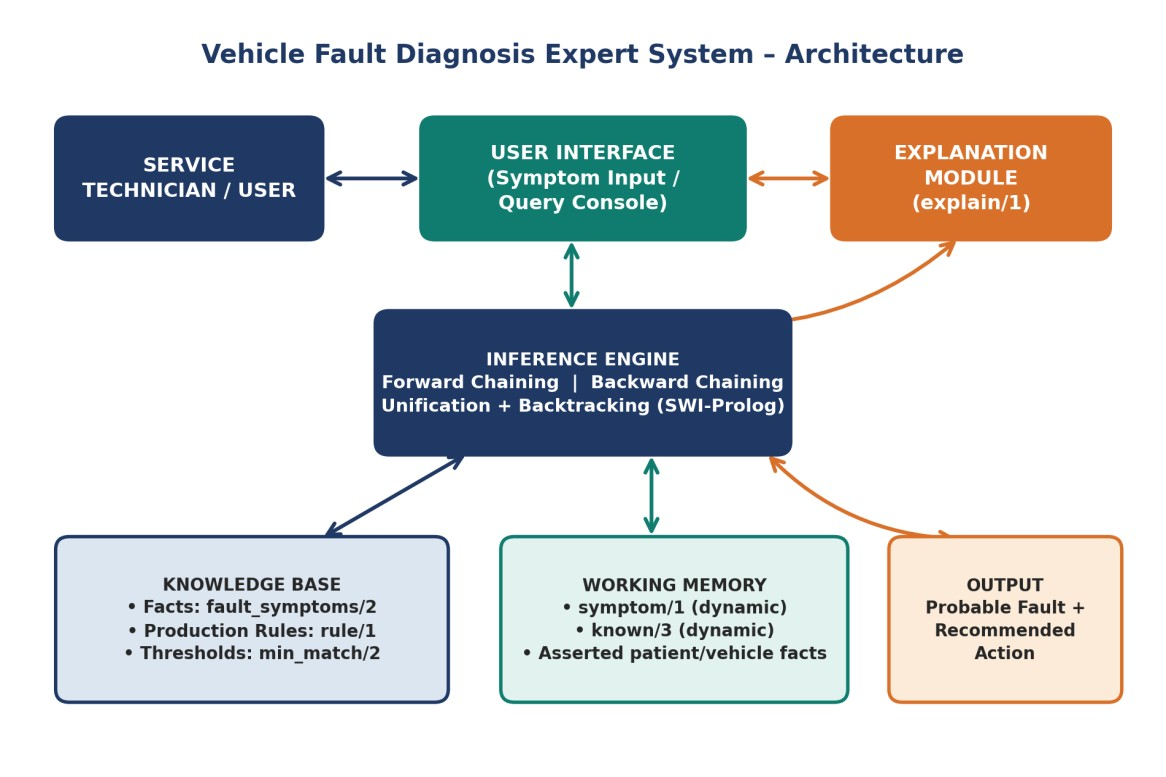 Vehicle Fault Diagnosis Expert System – Architecture
SERVICE
TECHNICIAN / USER
USER INTERFACE
(Symptom Input /
Query Console)
EXPLANATION
MODULE
(explain/1)
INFERENCE ENGINE
Forward Chaining | Backward Chaining
Unification + Backtracking (SWI-Prolog)
KNOWLEDGE BASE
• Facts: fault_symptoms/2
• Production Rules: rule/1
• Thresholds: min_match/2
WORKING MEMORY
• symptom/1 (dynamic)
• known/3 (dynamic)
• Asserted patient/vehicle facts
OUTPUT
Probable Fault +
Recommended
Action